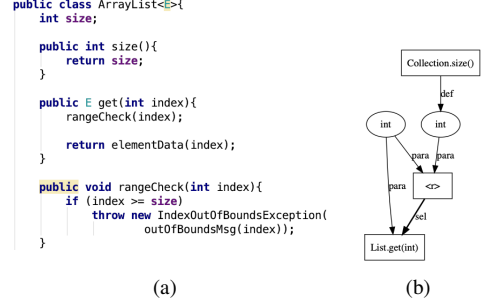 public class ArrayList<E>{
int size;
public int size(){
return size;
}
public E get(int index){
rangeCheck(index);
return elementData(index);
}
public void rangeCheck(int index){
if (index >= size)
throw new IndexOutOfBoundsException(
outOfBoundsMsg(index));
}
(a)
Collection.size()
def
int
int
para
para
para
<r>
sel
List.get(int)
(b)